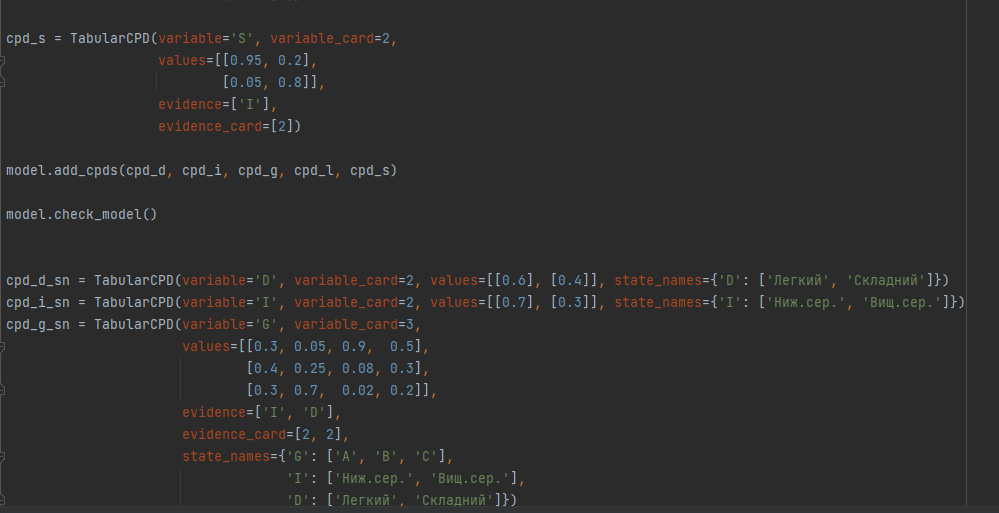 cpd_s = TabularCPD(variable='S', variable_card=2,
values=[[0.95, 0.2],
[0.05, 0.8]],
evidence=['I'],
evidence_card=[2])
model.add_cpds(cpd_d, cpd_i, cpd_g, cpd_l, cpd_s)
model.check_model()
cpd_d_sn = TabularCPD(variable='D', variable_card=2, values=[[0.6], [0.4]], state_names={'D': ['Легкий', 'Складний']})
cpd_i_sn = TabularCPD(variable='I', variable_card=2, values=[[0.7], [0.3]], state_names={'I': ['Ниж.сер.', 'Вищ.сер.']})
cpd_g_sn = TabularCPD(variable='G', variable_card=3,
values=[[0.3, 0.05, 0.9,  0.5],
[0.4, 0.25, 0.08, 0.3],
[0.3, 0.7,  0.02, 0.2]],
evidence=['I', 'D'],
evidence_card=[2, 2],
state_names={'G': ['A', 'B', 'C'],
'I': ['Ниж.сер.', 'Вищ.сер.'],
'D': ['Легкий', 'Складний']})